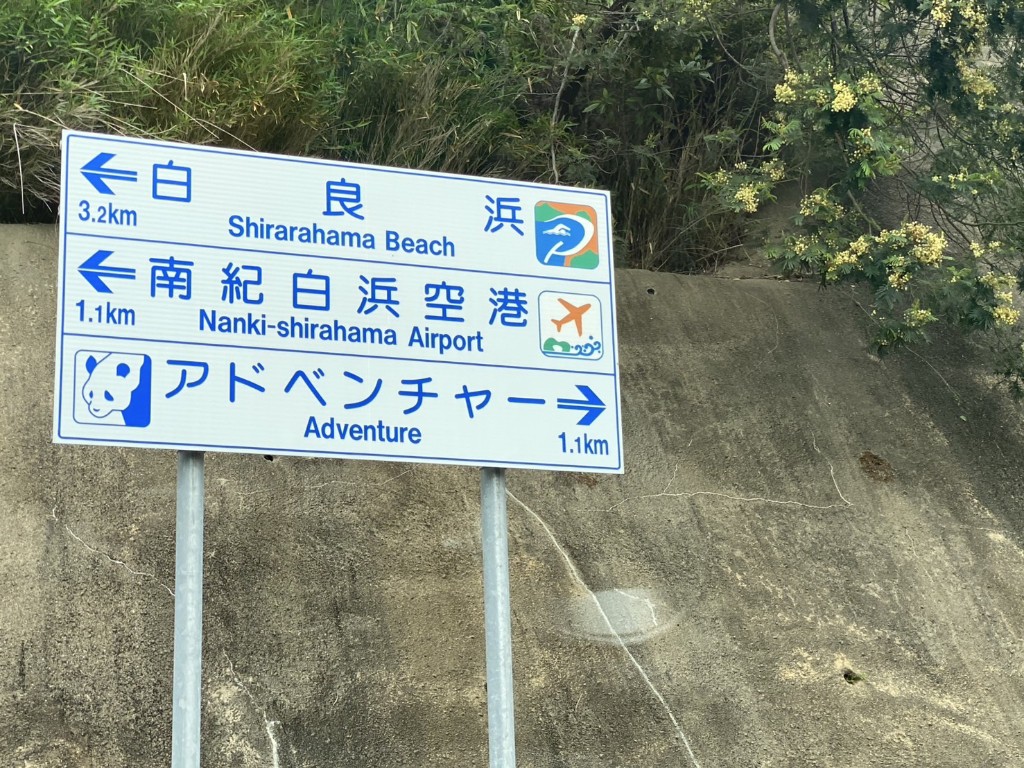 白良浜
3.2km
Shirarahama Beach
南紀白浜空港
1.1km
Nanki-shirahama Airport
アドベンチャー
Adventure
1.1km